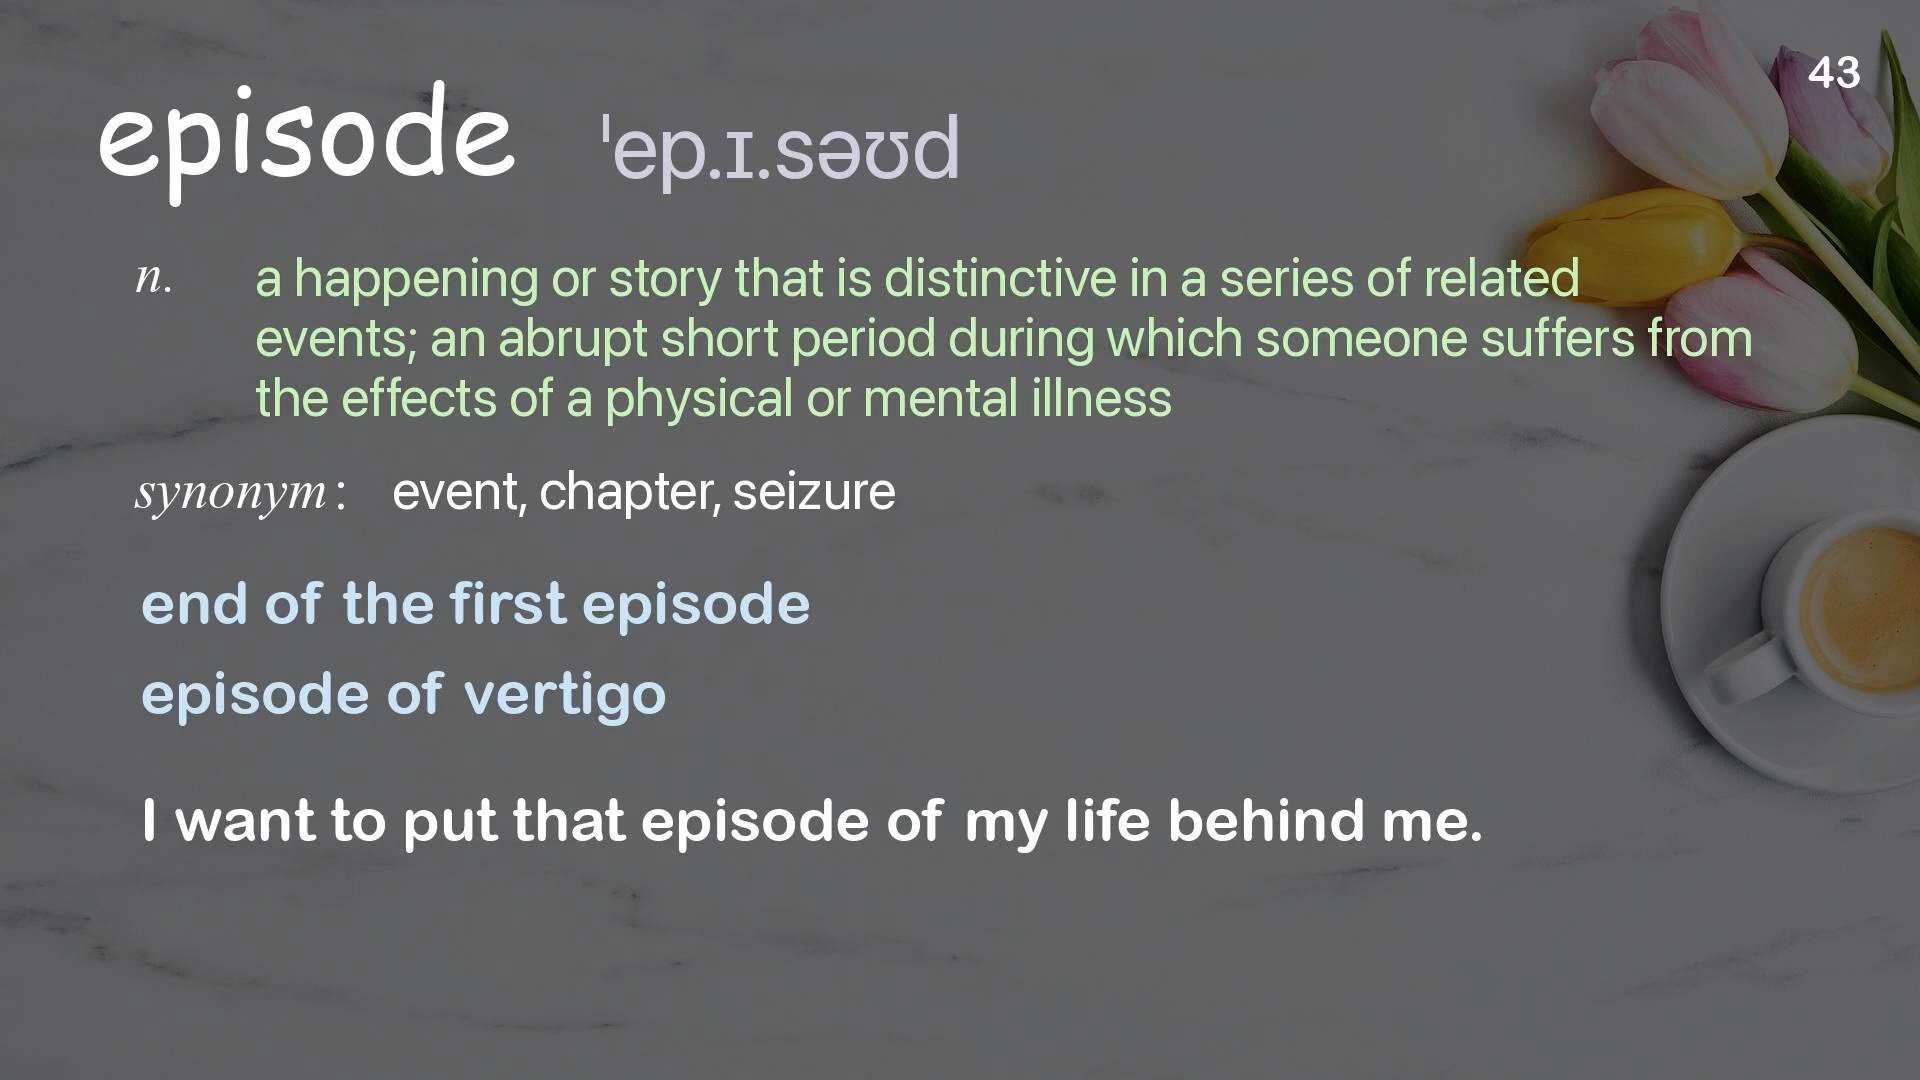 43
episode ˈep.ɪ.səʊd
n. a happening or story that is distinctive in a series of related
events; an abrupt short period during which someone suffers from
the effects of a physical or mental illness
synonym: event, chapter, seizure
end of the first episode
episode of vertigo
I want to put that episode of my life behind me.